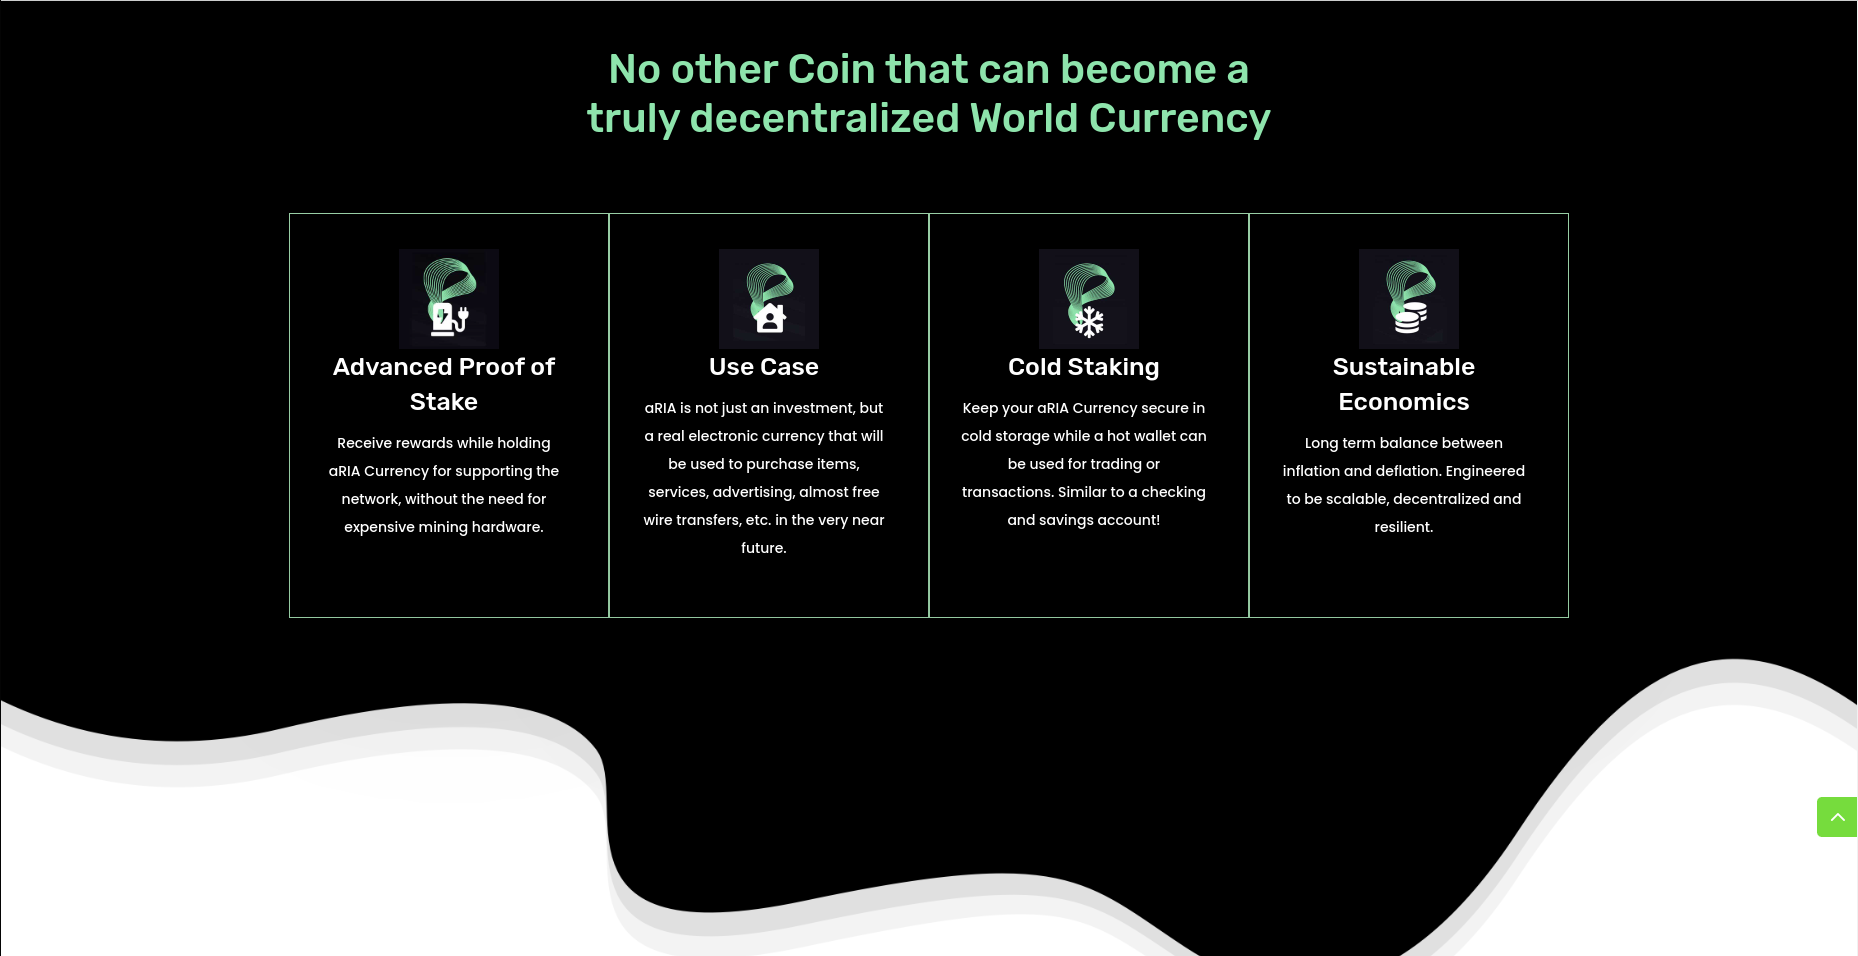 No other Coin that can become a
truly decentralized World Currency
Advanced Proof of
Stake
Receive rewards while holding
aRIA Currency for supporting the
network, without the need for
expensive mining hardware.
Use Case
aRIA is not just an investment, but
a real electronic currency that will
be used to purchase items,
services, advertising, almost free
wire transfers, etc. in the very near
future.
Cold Staking
Keep your aRIA Currency secure in
cold storage while a hot wallet can
be used for trading or
transactions. Similar to a checking
and savings account!
Sustainable
Economics
Long term balance between
inflation and deflation. Engineered
to be scalable, decentralized and
resilient.